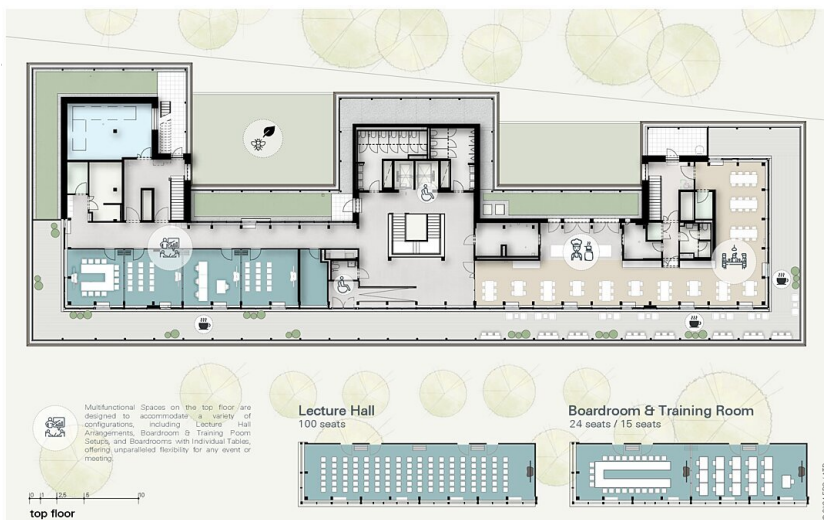 Multifunctional Spaces on the top floor are
designed to accommodate a variety of
configurations, including Lecture Hall
Arrangements, Boardroom & Training Room
Setups, and Boardrooms with Individual Tables,
offering unparalleled flexibility for any event or
meeting.
Lecture Hall
100 seats
Boardroom & Training Room
24 seats / 15 seats
0 1 2,5 5 10
top floor